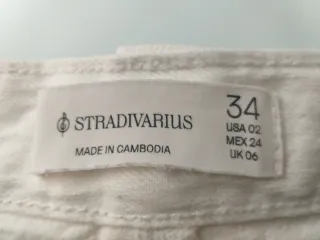 STRADIVARIUS
MADE IN CAMBODIA
34
USA 02
MEX 24
UK 06